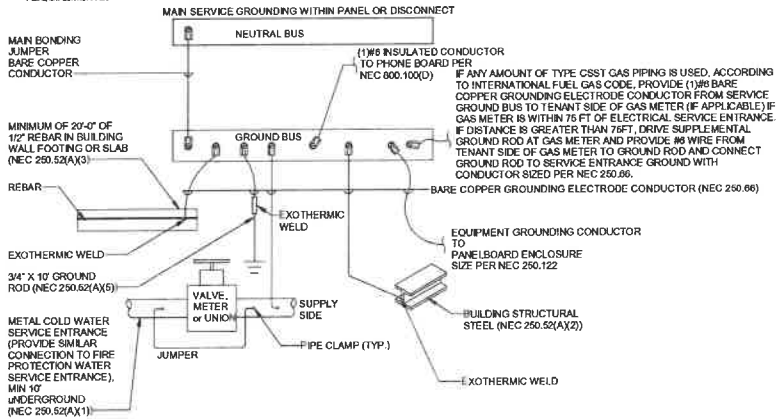 MAIN SERVICE GROUNDING WITHIN PANEL OR DISCONNECT
NEUTRAL BUS
MAIN BONDING
JUMPER
BARE COPPER
CONDUCTOR
(1)#6 INSULATED CONDUCTOR
TO PHONE BOARD PER
NEC 800.100(D)
IF ANY AMOUNT OF TYPE CSST GAS PIPING IS USED, ACCORDING
TO INTERNATIONAL FUEL GAS CODE, PROVIDE (1)#6 BARE
COPPER GROUNDING ELECTRODE CONDUCTOR FROM SERVICE
GROUND BUS TO TENANT SIDE OF GAS METER (IF APPLICABLE) IF
GAS METER IS WITHIN 75 FT OF ELECTRICAL SERVICE ENTRANCE.
IF DISTANCE IS GREATER THAN 75FT, DRIVE SUPPLEMENTAL
GROUND ROD AT GAS METER AND PROVIDE #6 WIRE FROM
TENANT SIDE OF GAS METER TO GROUND ROD AND CONNECT
GROUND ROD TO SERVICE ENTRANCE GROUND WITH
CONDUCTOR SIZED PER NEC 250.66.
MINIMUM OF 20'-0" OF
1/2" REBAR IN BUILDING
WALL FOOTING OR SLAB
(NEC 250.52(A)(3)
GROUND BUS
REBAR
BARE COPPER GROUNDING ELECTRODE CONDUCTOR (NEC 250.66)
EXOTHERMIC
WELD
EXOTHERMIC WELD
EQUIPMENT GROUNDING CONDUCTOR
TO
PANELBOARD ENCLOSURE
SIZE PER NEC 250.122
3/4" X 10' GROUND
ROD (NEC 250.52(A)(5)
VALVE,
METER
or UNION
SUPPLY
SIDE
BUILDING STRUCTURAL
STEEL (NEC 250.52(A)(2))
METAL COLD WATER
SERVICE ENTRANCE
(PROVIDE SIMILAR
CONNECTION TO FIRE
PROTECTION WATER
SERVICE ENTRANCE),
MIN 10'
uNDERGROUND
(NEC 250.52(A)(1)
JUMPER
PIPE CLAMP (TYP.)
EXOTHERMIC WELD